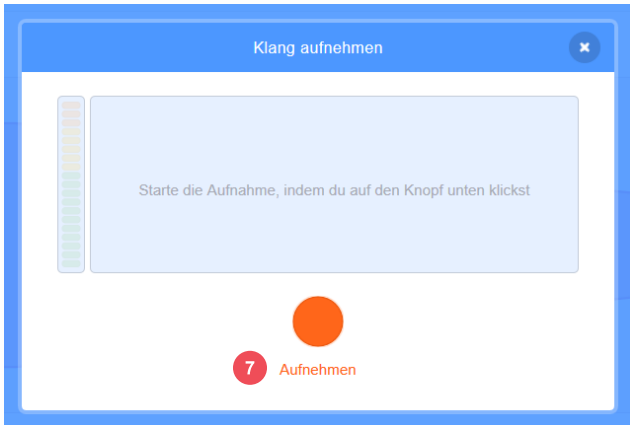 Klang aufnehmen
Starte die Aufnahme, indem du auf den Knopf unten klickst
7 Aufnehmen